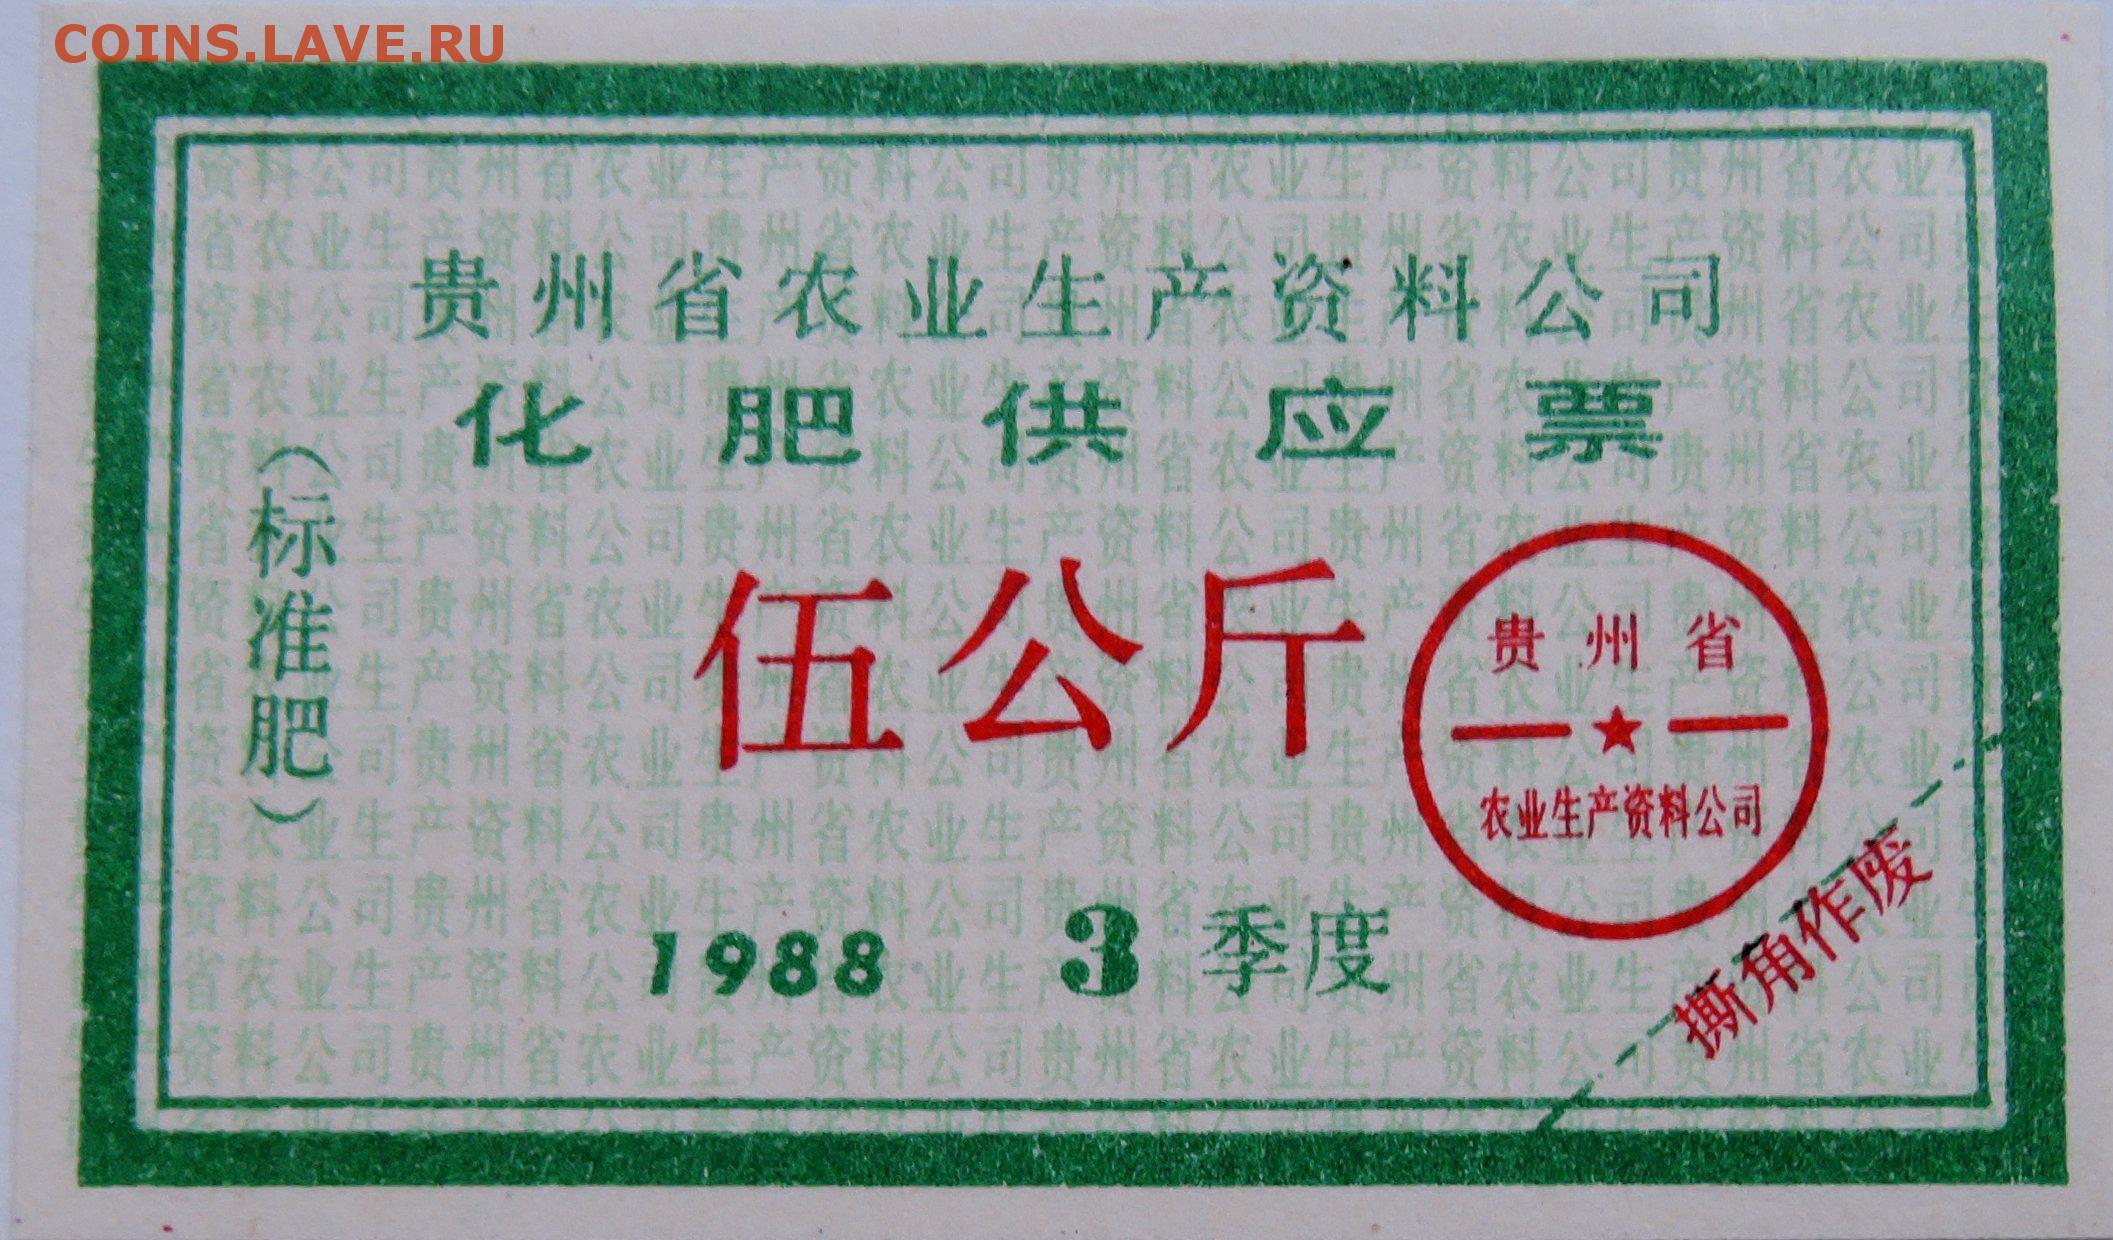 COINS.LAVE.RU
贵州省农业生产资料公司
化肥供应票
(标准肥)
伍公斤
贵州省
农业生产资料公司
1988 3季度
撕角作废